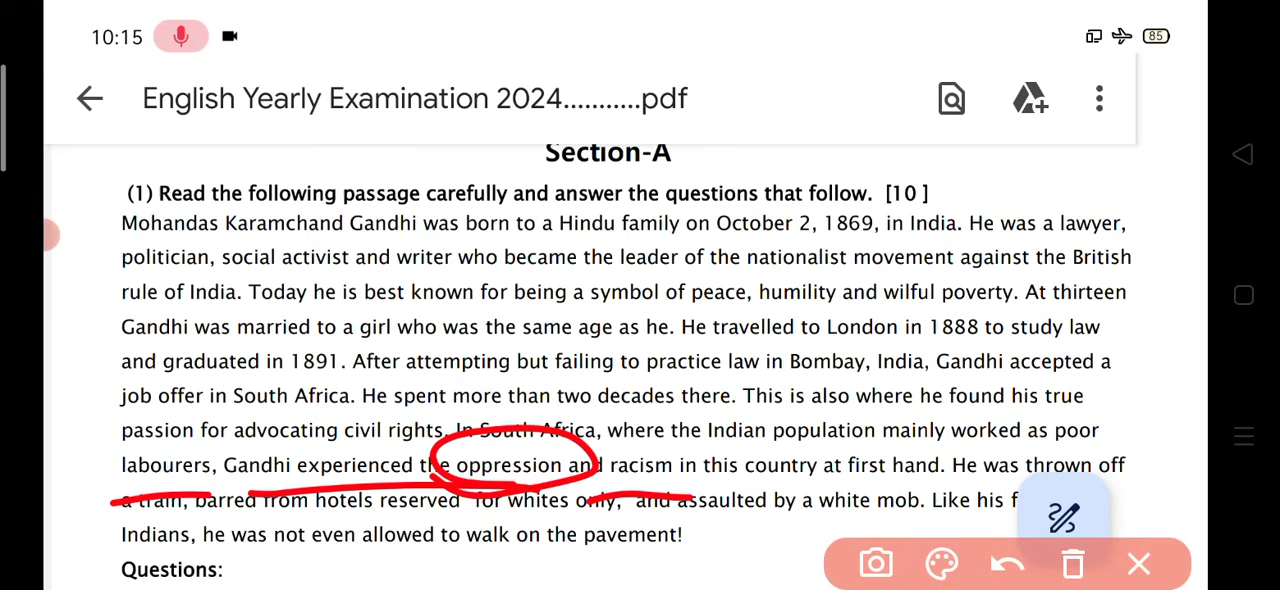 10:15
85
English Yearly Examination 2024...........pdf
Section-A
(1) Read the following passage carefully and answer the questions that follow. [10 ]
Mohandas Karamchand Gandhi was born to a Hindu family on October 2, 1869, in India. He was a lawyer,
politician, social activist and writer who became the leader of the nationalist movement against the British
rule of India. Today he is best known for being a symbol of peace, humility and wilful poverty. At thirteen
Gandhi was married to a girl who was the same age as he. He travelled to London in 1888 to study law
and graduated in 1891. After attempting but failing to practice law in Bombay, India, Gandhi accepted a
job offer in South Africa. He spent more than two decades there. This is also where he found his true
passion for advocating civil rights. In South Africa, where the Indian population mainly worked as poor
labourers, Gandhi experienced the oppression and racism in this country at first hand. He was thrown off
a train, barred from hotels reserved "for whites only," and assaulted by a white mob. Like his
Indians, he was not even allowed to walk on the pavement!
Questions: